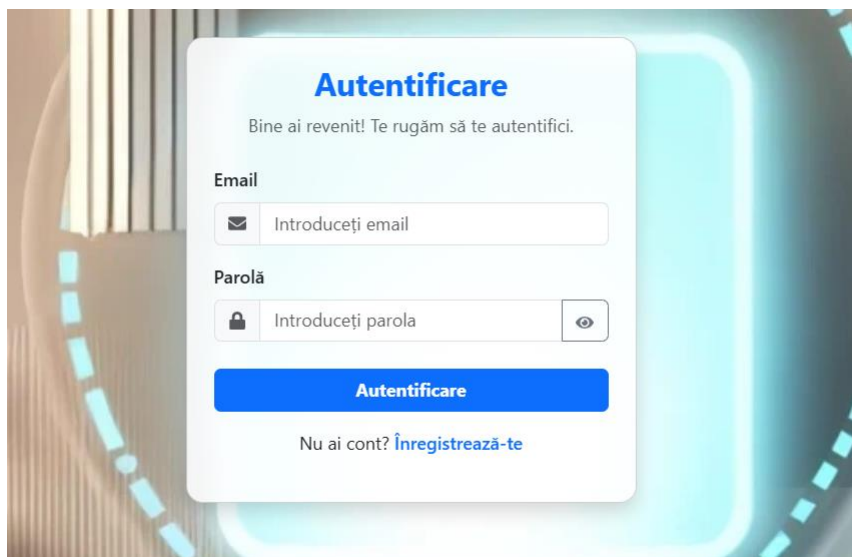 Autentificare
Bine ai revenit! Te rugăm să te autentifici.
Email
Introduceți email
Parolă
Introduceți parola
Autentificare
Nu ai cont? Înregistrează-te